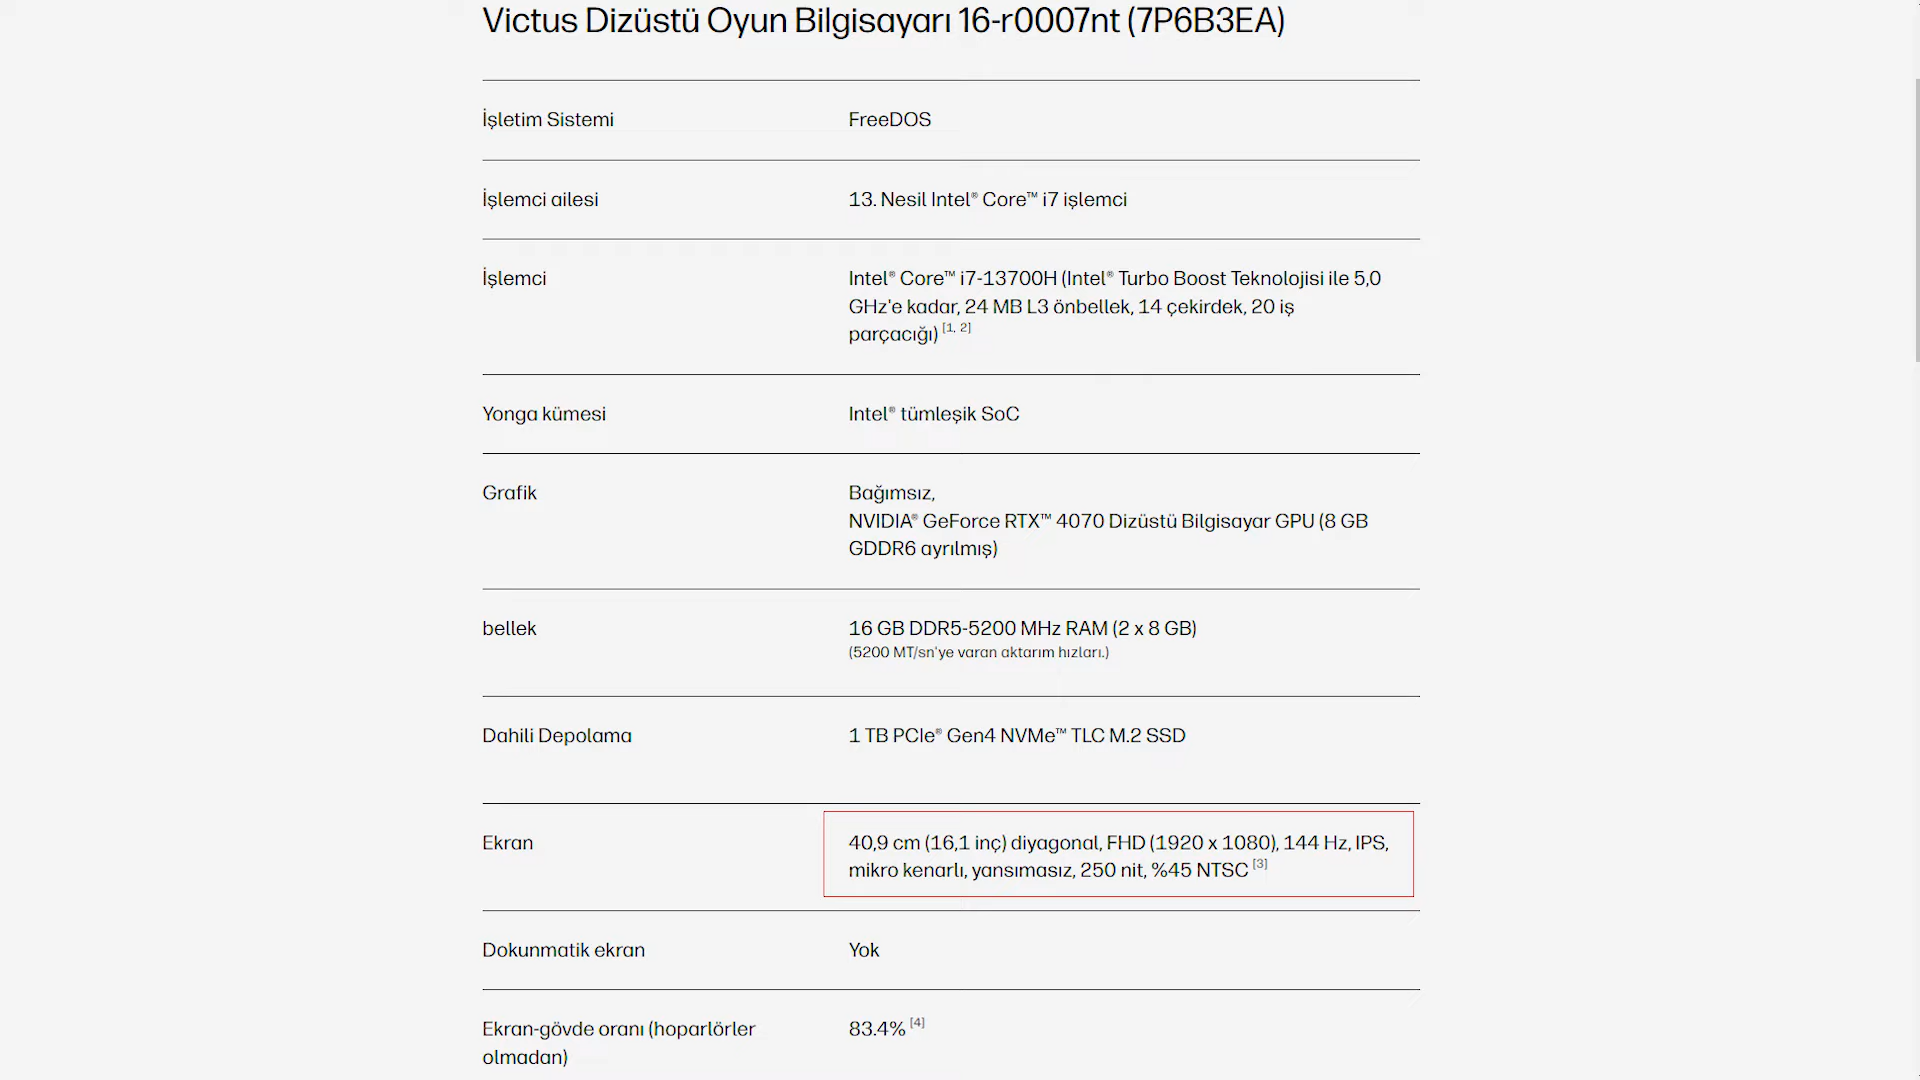 Victus Dizüstü Oyun Bilgisayarı 16-r0007nt (7P6B3EA)
İşletim Sistemi
FreeDOS
İşlemci ailesi
13. Nesil Intel® Core™ i7 işlemci
İşlemci
Intel® Core™ i7-13700H (Intel® Turbo Boost Teknolojisi ile 5,0
GHz'e kadar, 24 MB L3 önbellek, 14 çekirdek, 20 iş
parçacığı) [1, 2]
Yonga kümesi
Intel® tümleşik SoC
Grafik
Bağımsız,
NVIDIA® GeForce RTX™ 4070 Dizüstü Bilgisayar GPU (8 GB
GDDR6 ayrılmış)
bellek
16 GB DDR5-5200 MHz RAM (2 x 8 GB)
(5200 MT/sn'ye varan aktarım hızları.)
Dahili Depolama
1 TB PCIe® Gen4 NVMe™ TLC M.2 SSD
Ekran
40,9 cm (16,1 inç) diyagonal, FHD (1920 x 1080), 144 Hz, IPS,
mikro kenarlı, yansımasız, 250 nit, %45 NTSC [3]
Dokunmatik ekran
Yok
Ekran-gövde oranı (hoparlörler
olmadan)
83.4% [4]